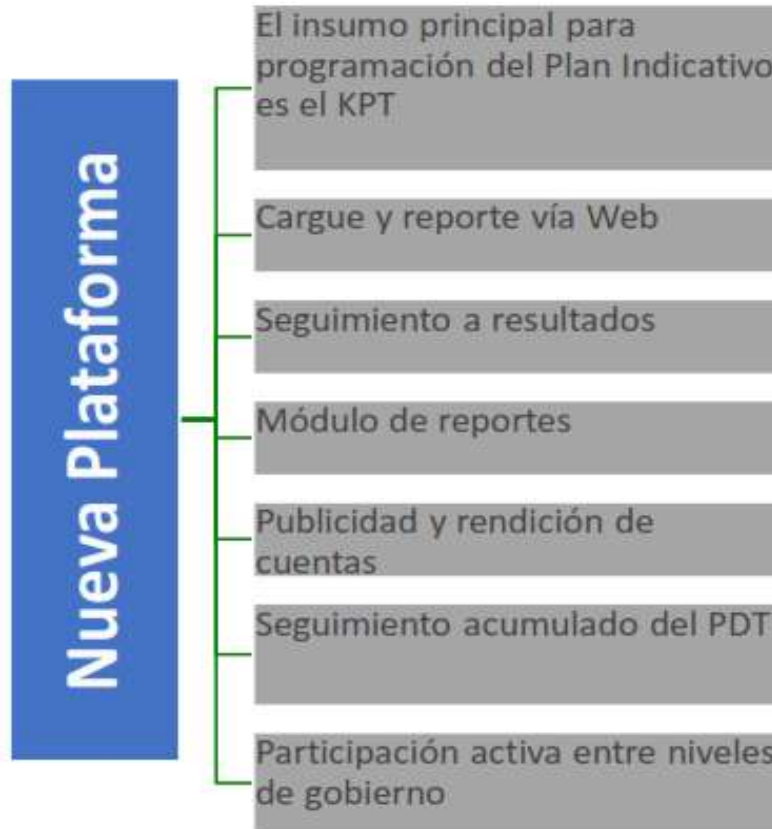 Nueva Plataforma
El insumo principal para
programación del Plan Indicativo
es el KPT
Cargue y reporte vía Web
Seguimiento a resultados
Módulo de reportes
Publicidad y rendición de
cuentas
Seguimiento acumulado del PDT
Participación activa entre niveles
de gobierno